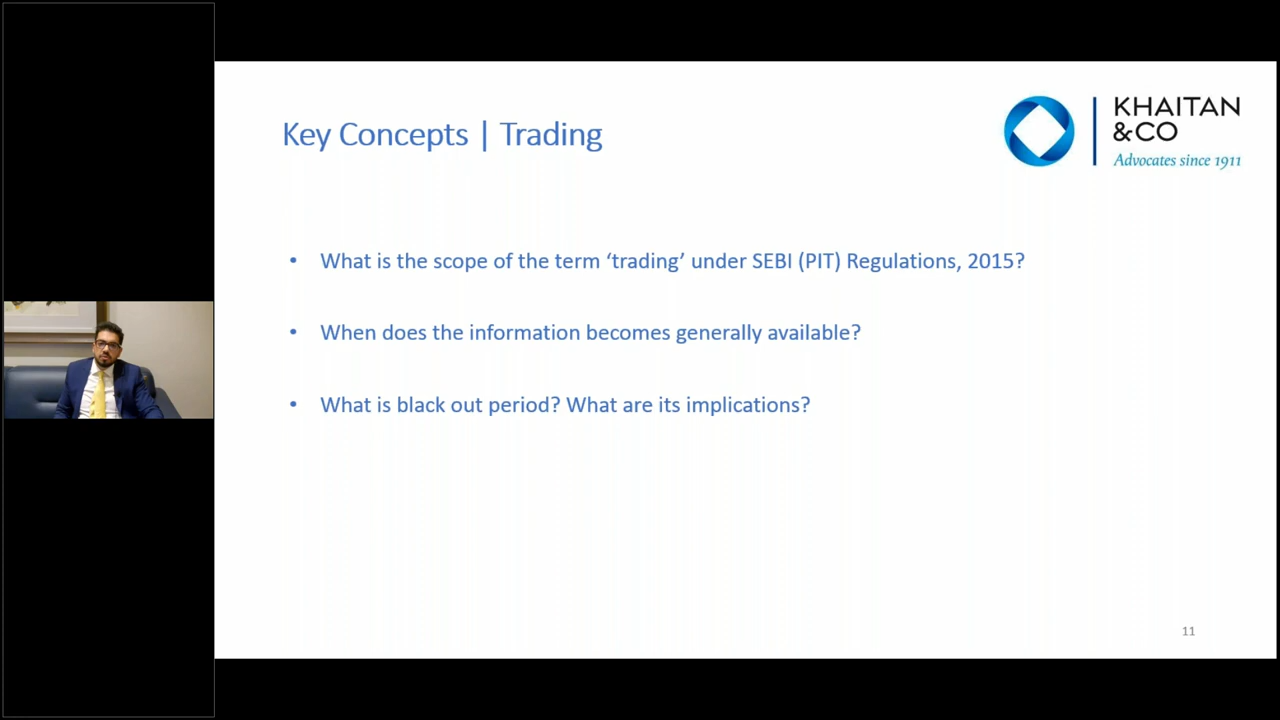 Key Concepts | Trading
KHAITAN
&CO
Advocates since 1911
• What is the scope of the term ‘trading’ under SEBI (PIT) Regulations, 2015?
• When does the information becomes generally available?
• What is black out period? What are its implications?
11